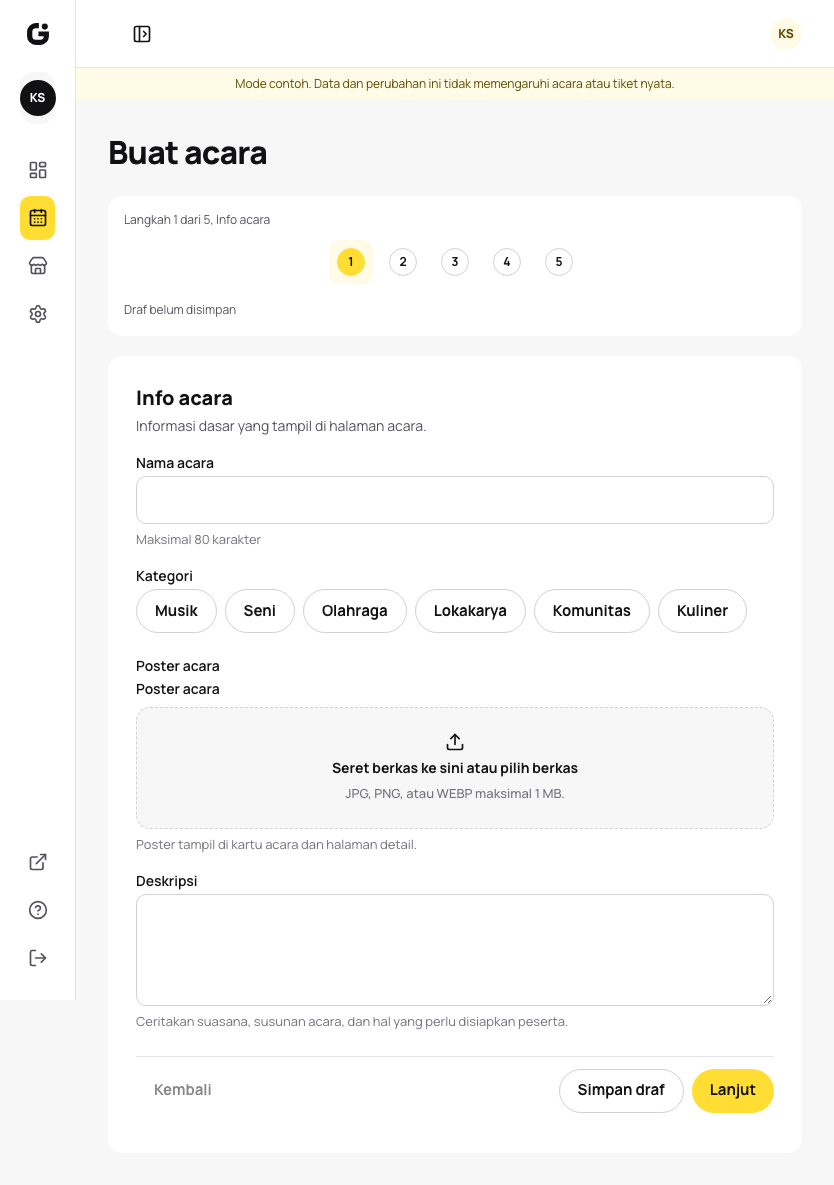 G
KS
KS
Mode contoh. Data dan perubahan ini tidak memengaruhi acara atau tiket nyata.
Buat acara
Langkah 1 dari 5, Info acara
1 2 3 4 5
Draf belum disimpan
Info acara
Informasi dasar yang tampil di halaman acara.
Nama acara
Maksimal 80 karakter
Kategori
Musik Seni Olahraga Lokakarya Komunitas Kuliner
Poster acara
Poster acara
Seret berkas ke sini atau pilih berkas
JPG, PNG, atau WEBP maksimal 1 MB.
Poster tampil di kartu acara dan halaman detail.
Deskripsi
Ceritakan suasana, susunan acara, dan hal yang perlu disiapkan peserta.
Kembali Simpan draf Lanjut